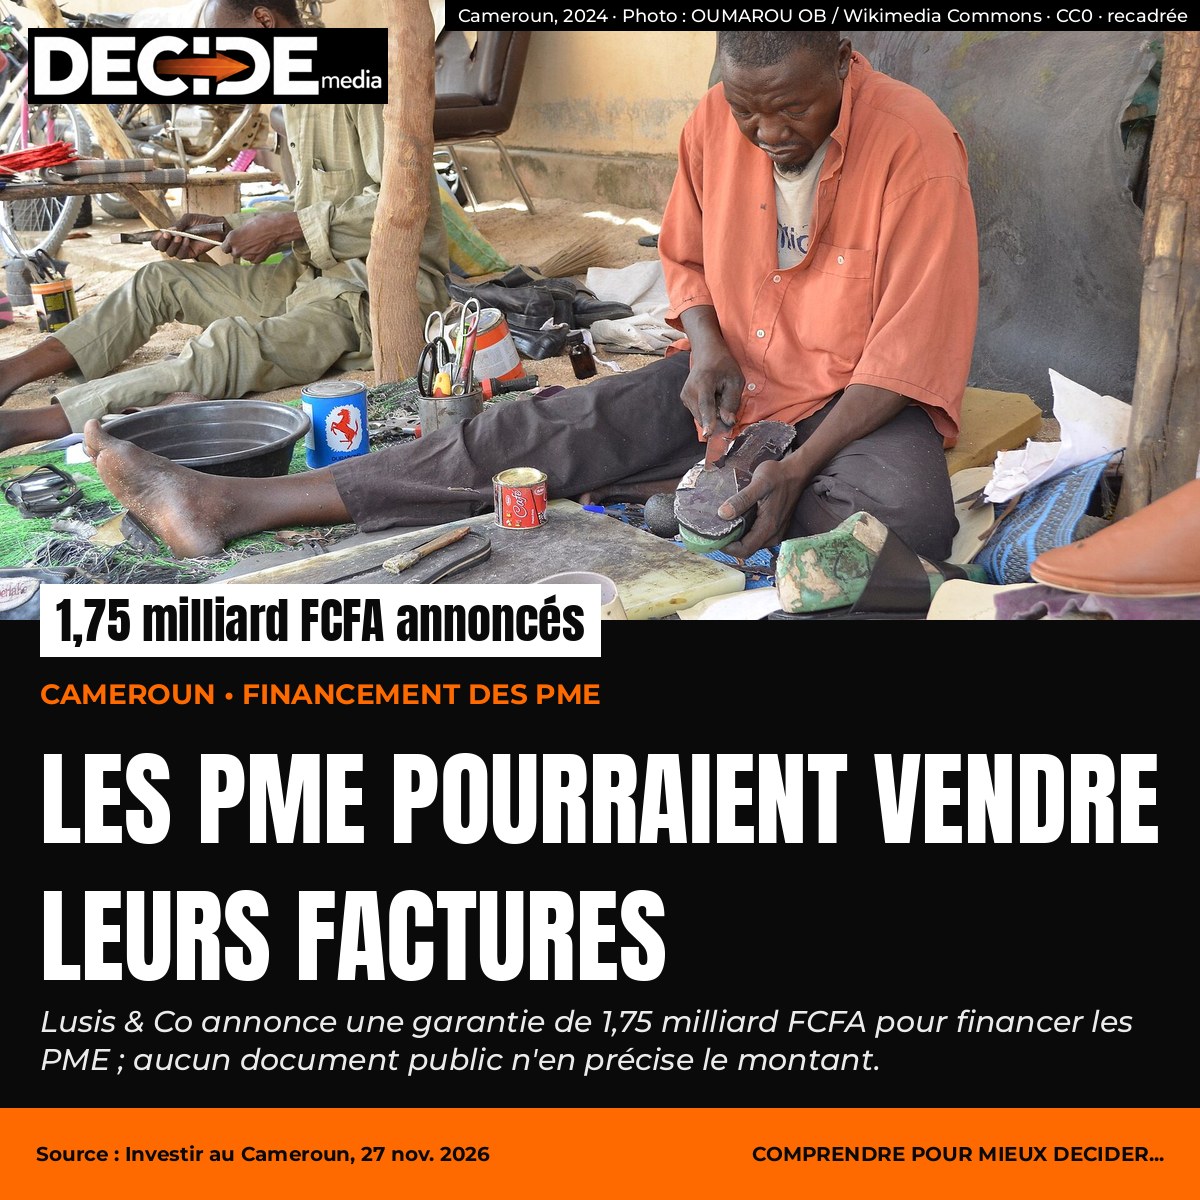 Cameroun, 2024 · Photo : OUMAROU OB / Wikimedia Commons · CC0 · recadrée
DECIDE media
Café
1,75 milliard FCFA annoncés
CAMEROUN • FINANCEMENT DES PME
LES PME POURRAIENT VENDRE
LEURS FACTURES
Lusis & Co annonce une garantie de 1,75 milliard FCFA pour financer les
PME ; aucun document public n'en précise le montant.
Source : Investir au Cameroun, 27 nov. 2026
COMPRENDRE POUR MIEUX DECIDER...